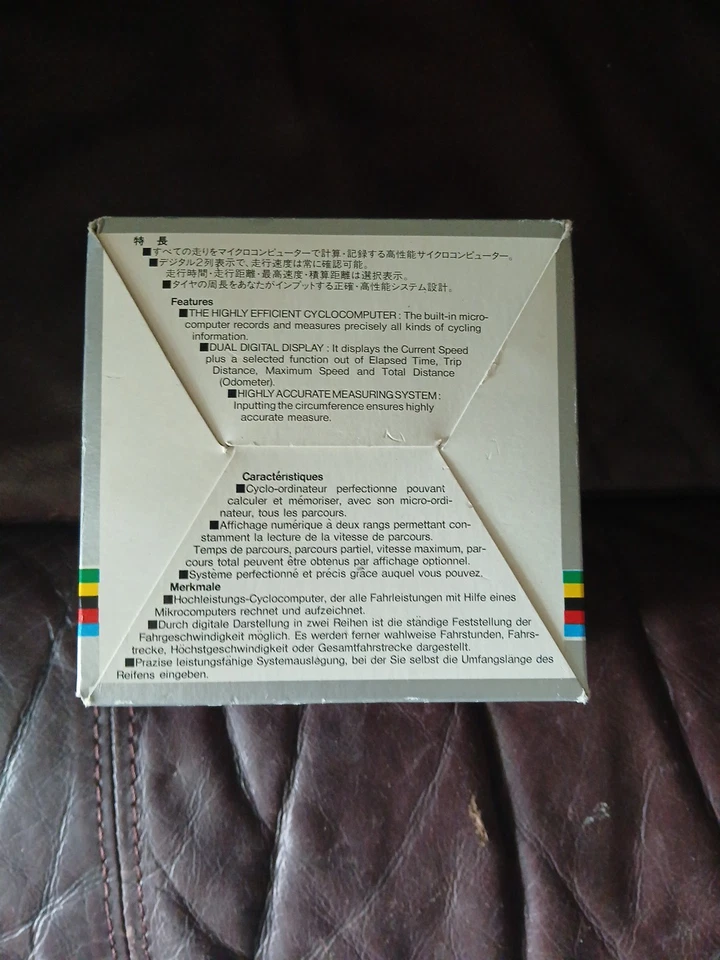 特 長
■すべての走りをマイクロコンピューターで計算・記録する高性能サイクロコンピューター。
■デジタル2列表示で、走行速度は常に確認可能。
走行時間・走行距離・最高速度・積算距離は選択表示。
■タイヤの周長をあなたがインプットする正確・高性能システム設計。
Features
■THE HIGHLY EFFICIENT CYCLOCOMPUTER : The built-in micro-
computer records and measures precisely all kinds of cycling
information.
■DUAL DIGITAL DISPLAY : It displays the Current Speed
plus a selected function out of Elapsed Time, Trip
Distance, Maximum Speed and Total Distance
(Odometer).
■HIGHLY ACCURATE MEASURING SYSTEM :
Inputting the circumference ensures highly
accurate measure.
Caractéristiques
■Cyclo-ordinateur perfectionne pouvant
calculer et mémoriser, avec son micro-ordi-
nateur, tous les parcours.
■Affichage numérique à deux rangs permettant con-
stamment la lecture de la vitesse de parcours.
Temps de parcours, parcours partiel, vitesse maximum, par-
cours total peuvent être obtenus par affichage optionnel.
■Système perfectionné et précis grâce auquel vous pouvez.
Merkmale
■Hochleistungs-Cyclocomputer, der alle Fahrleistungen mit Hilfe eines
Mikrocomputers rechnet und aufzeichnet.
■Durch digitale Darstellung in zwei Reihen ist die ständige Feststellung der
Fahrgeschwindigkeit möglich. Es werden ferner wahlweise Fahrstunden, Fahrs-
trecke, Höchstgeschwindigkeit oder Gesamtfahrstrecke dargestellt.
■Präzise leistungsfähige Systemauslegung, bei der Sie selbst die Umfangslänge des
Reifens eingeben.